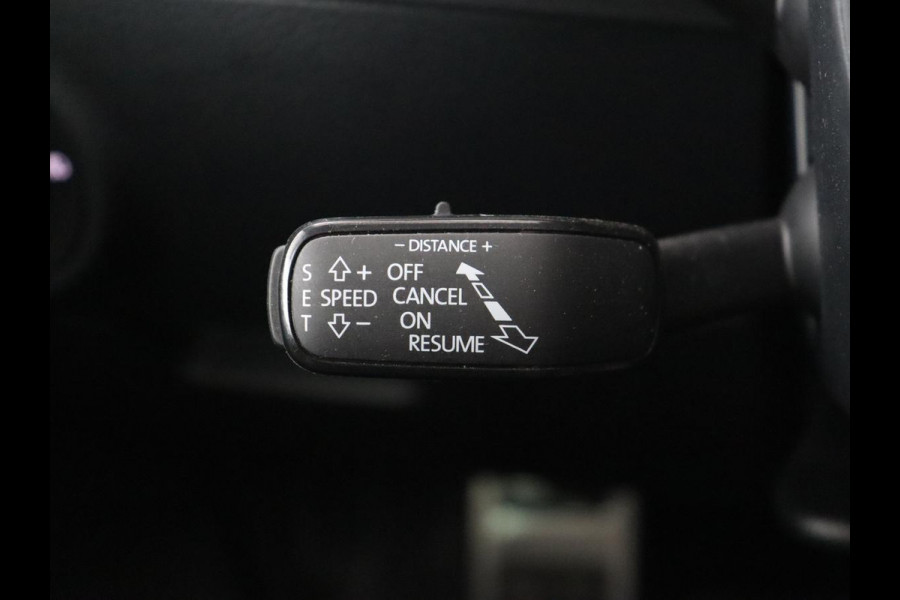 − DISTANCE +
S ⇧ + OFF
E SPEED CANCEL
T ⇩ − ON
RESUME